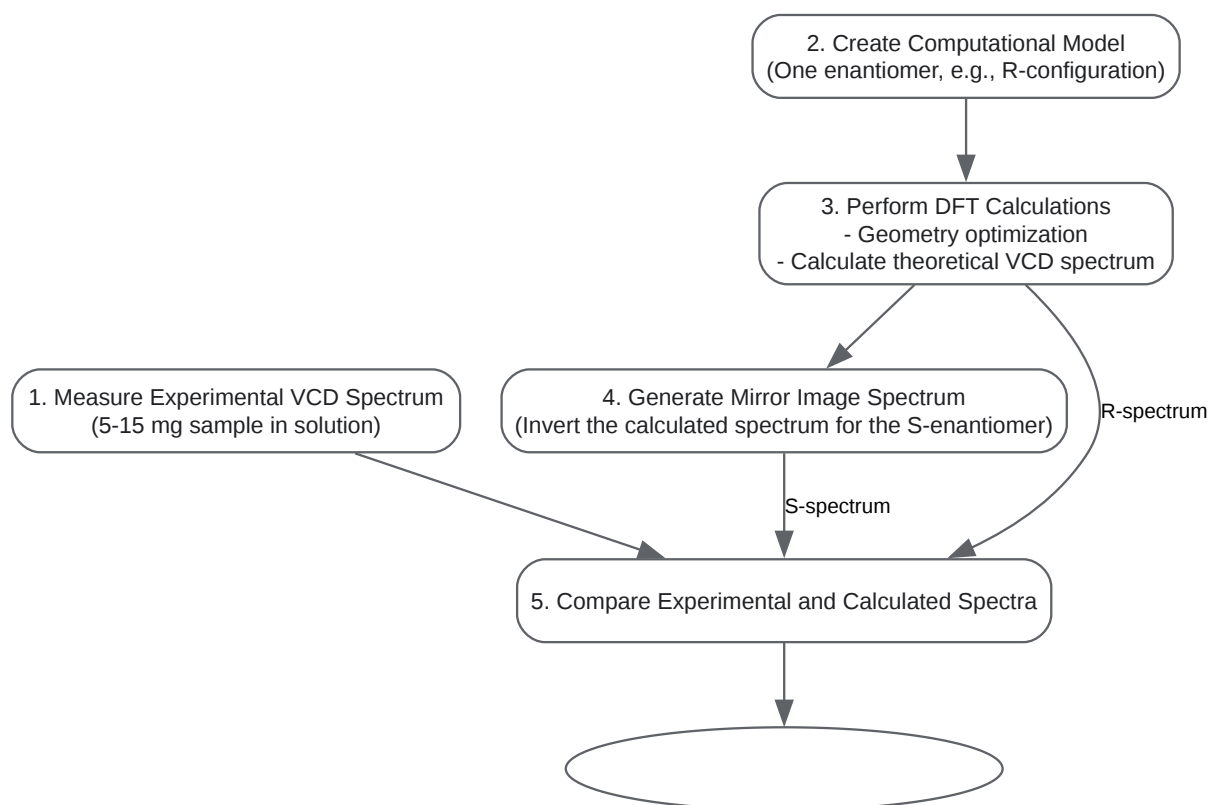 2. Create Computational Model
(One enantiomer, e.g., R-configuration)
3. Perform DFT Calculations
- Geometry optimization
- Calculate theoretical VCD spectrum
1. Measure Experimental VCD Spectrum
(5-15 mg sample in solution)
4. Generate Mirror Image Spectrum
(Invert the calculated spectrum for the S-enantiomer)
R-spectrum
S-spectrum
5. Compare Experimental and Calculated Spectra